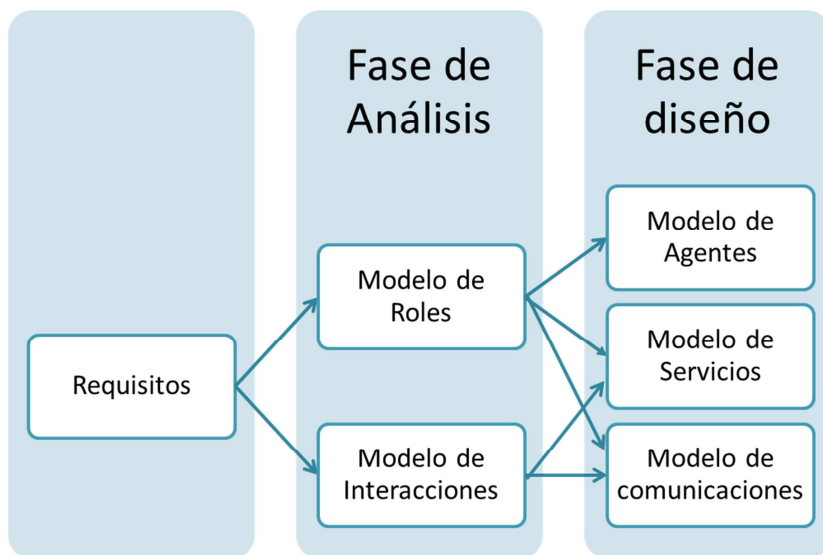 Fase de
Análisis
Fase de
diseño
Requisitos
Modelo de
Roles
Modelo de
Interacciones
Modelo de
Agentes
Modelo de
Servicios
Modelo de
comunicaciones